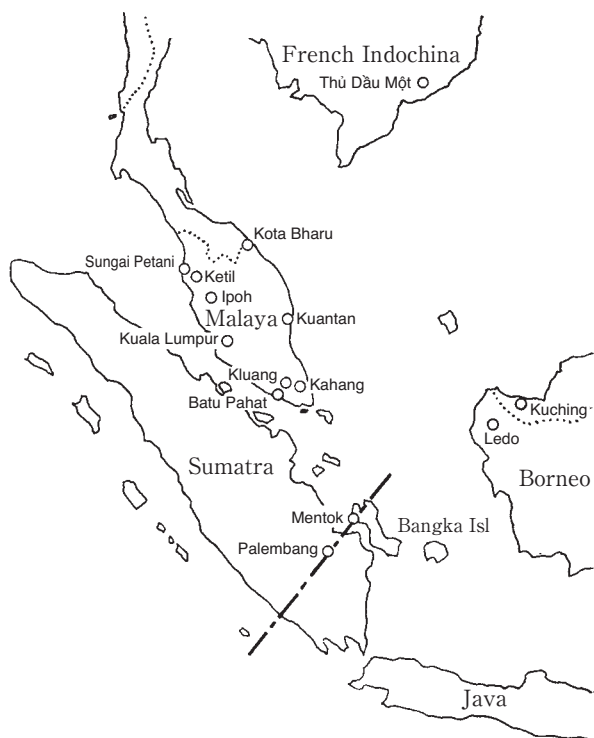 French Indochina
Thủ Dầu Một
Kota Bharu
Sungai Petani
Ketil
Ipoh
Malaya
Kuantan
Kuala Lumpur
Kluang
Kahang
Batu Pahat
Kuching
Ledo
Sumatra
Borneo
Mentok
Bangka Isl
Palembang
Java